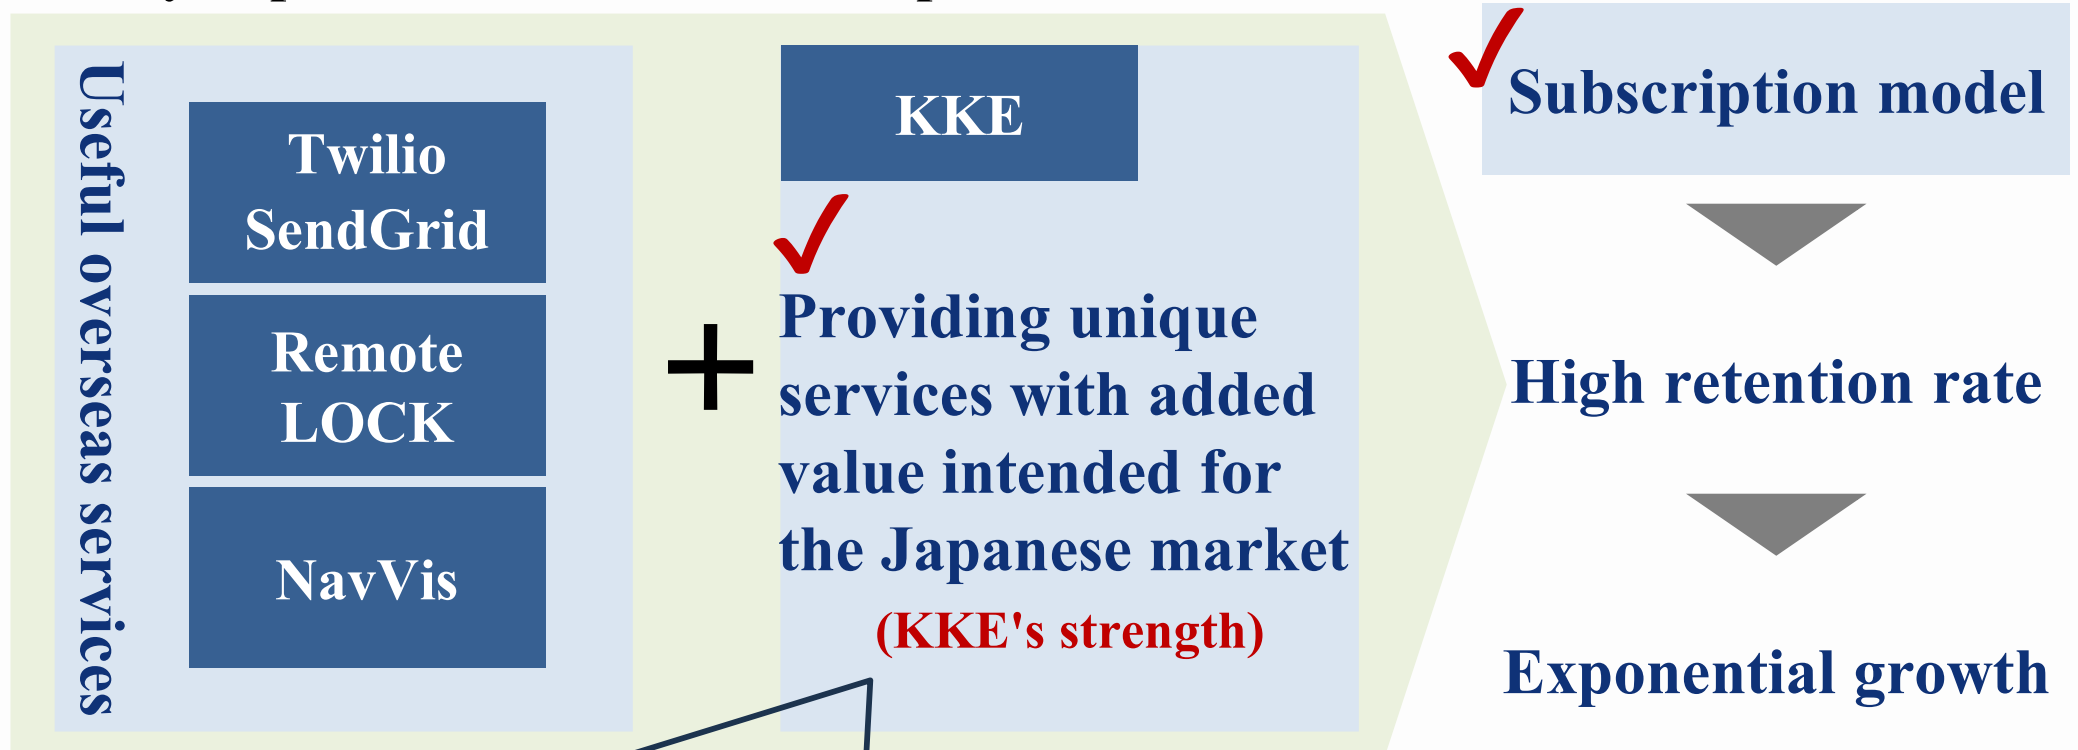 Useful overseas services
Twilio
SendGrid
Remote
LOCK
NavVis
+
KKE
Providing unique
services with added
value intended for
the Japanese market
(KKE's strength)
Subscription model
High retention rate
Exponential growth